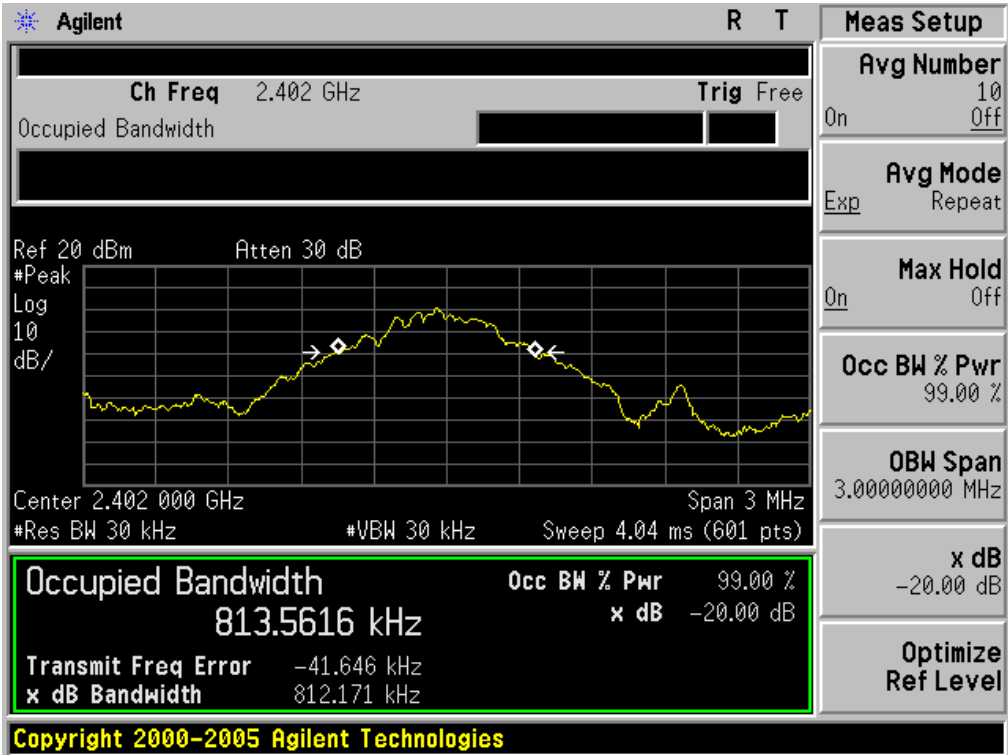 Agilent R T
Ch Freq 2.402 GHz Trig Free
Occupied Bandwidth
Ref 20 dBm Atten 30 dB
#Peak
Log
10
dB/
Center 2.402 000 GHz Span 3 MHz
#Res BW 30 kHz #VBW 30 kHz Sweep 4.04 ms (601 pts)
Occupied Bandwidth Occ BW % Pwr 99.00 %
813.5616 kHz x dB -20.00 dB
Transmit Freq Error -41.646 kHz
x dB Bandwidth 812.171 kHz
Copyright 2000-2005 Agilent Technologies
Meas Setup
Avg Number
10
On Off
Avg Mode
Exp Repeat
Max Hold
On Off
Occ BW % Pwr
99.00 %
OBW Span
3.00000000 MHz
x dB
-20.00 dB
Optimize
Ref Level